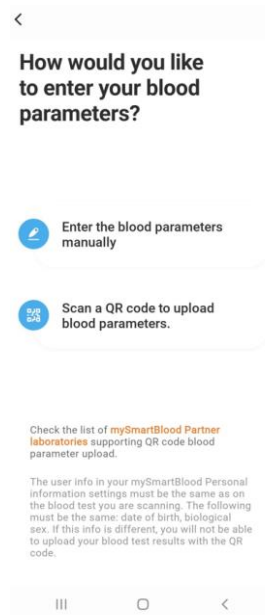 How would you like
to enter your blood
parameters?
Enter the blood parameters
manually
Scan a QR code to upload
blood parameters.
Check the list of mySmartBlood Partner
laboratories supporting QR code blood
parameter upload.
The user info in your mySmartBlood Personal
information settings must be the same as on
the blood test you are scanning. The following
must be the same: date of birth, biological
sex. If this info is different, you will not be able
to upload your blood test results with the QR
code.